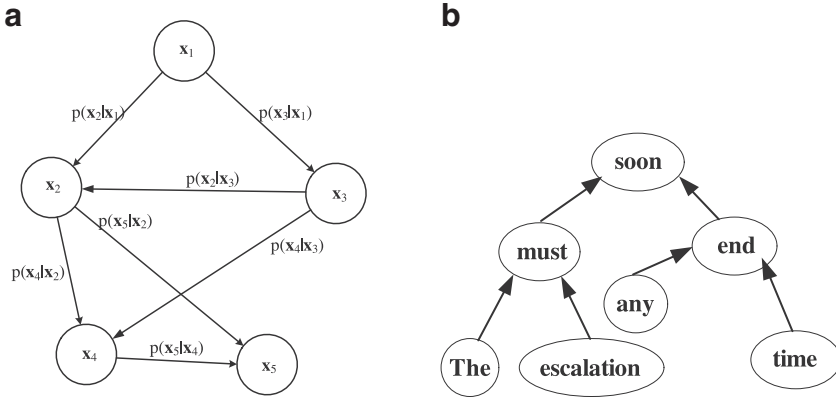 a
b
x₁
p(x₂|x₁)
p(x₃|x₁)
soon
x₂
p(x₂|x₃)
x₃
p(x₅|x₂)
p(x₄|x₃)
must
end
p(x₄|x₂)
any
x₄
p(x₅|x₄)
x₅
The
escalation
time